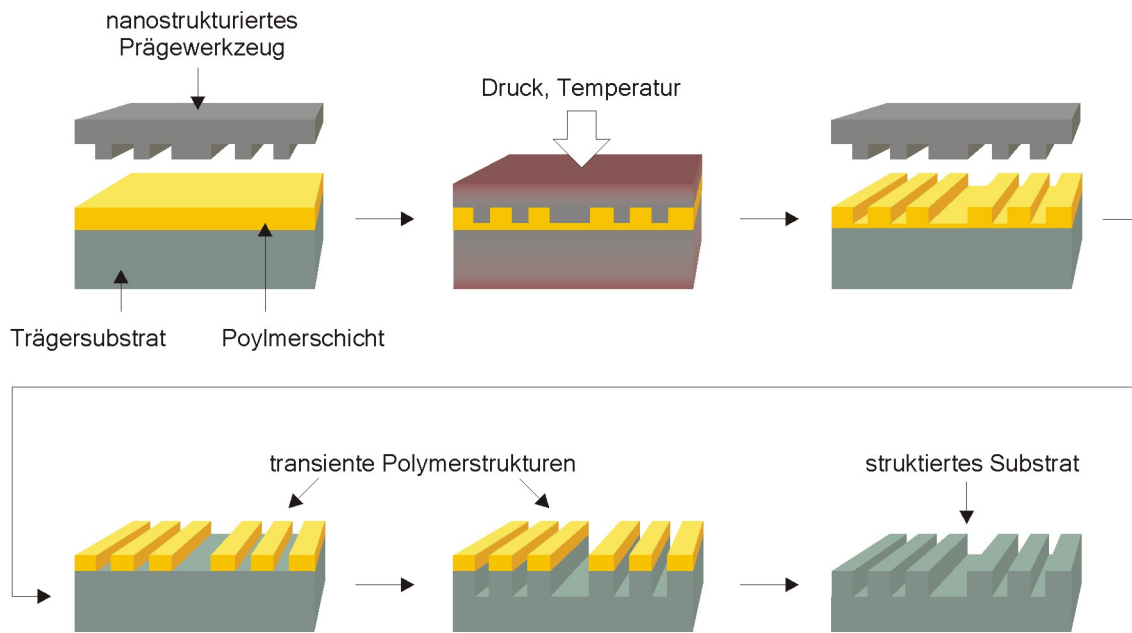 nanostrukturiertes
Prägewerkzeug
Druck, Temperatur
Trägersubstrat
Poylmerschicht
transiente Polymerstrukturen
struktiertes Substrat